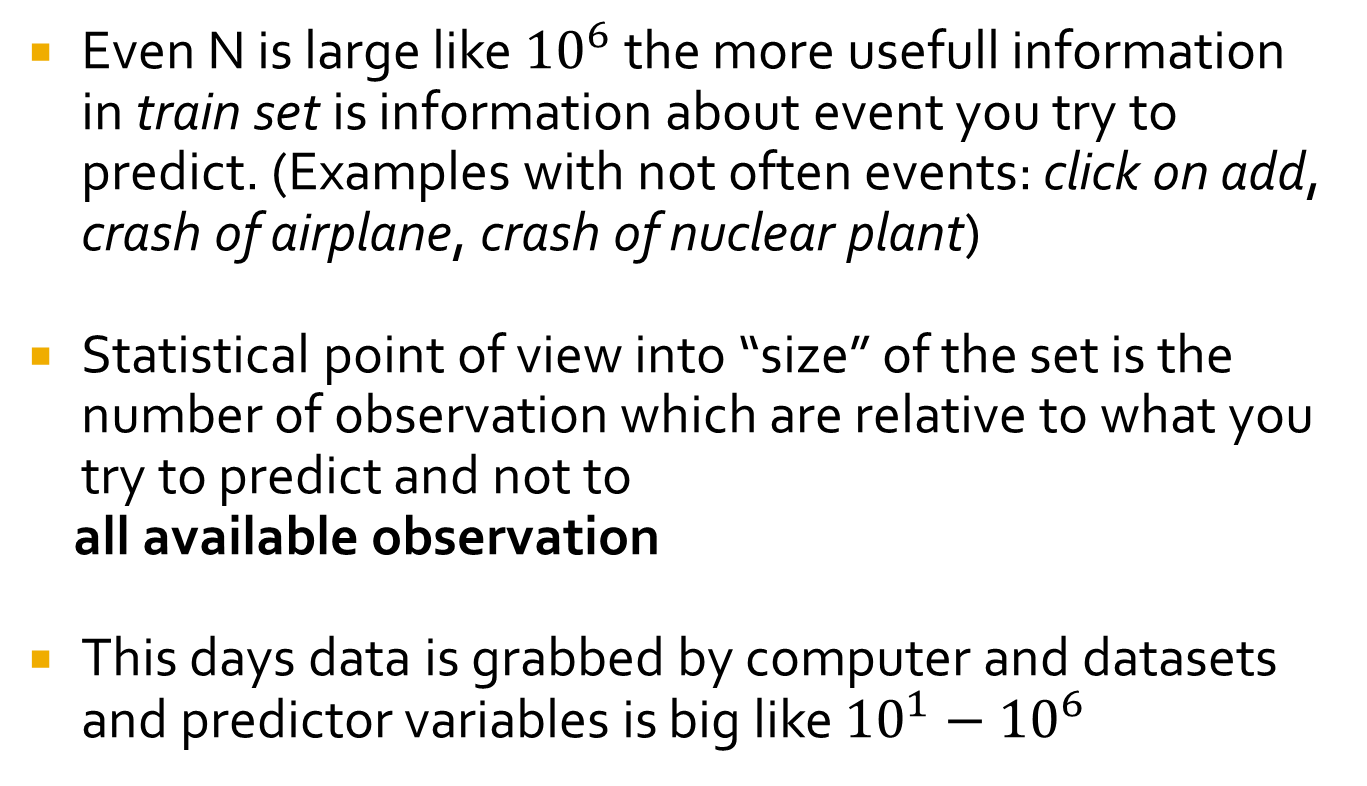 Even N is large like 10⁶ the more usefull information
in train set is information about event you try to
predict. (Examples with not often events: click on add,
crash of airplane, crash of nuclear plant)
Statistical point of view into “size” of the set is the
number of observation which are relative to what you
try to predict and not to
all available observation
This days data is grabbed by computer and datasets
and predictor variables is big like 10¹ − 10⁶